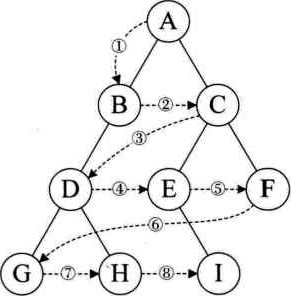 A
①
B ② C
③
D ④ E ⑤ F
⑥
G ⑦ H ⑧ I